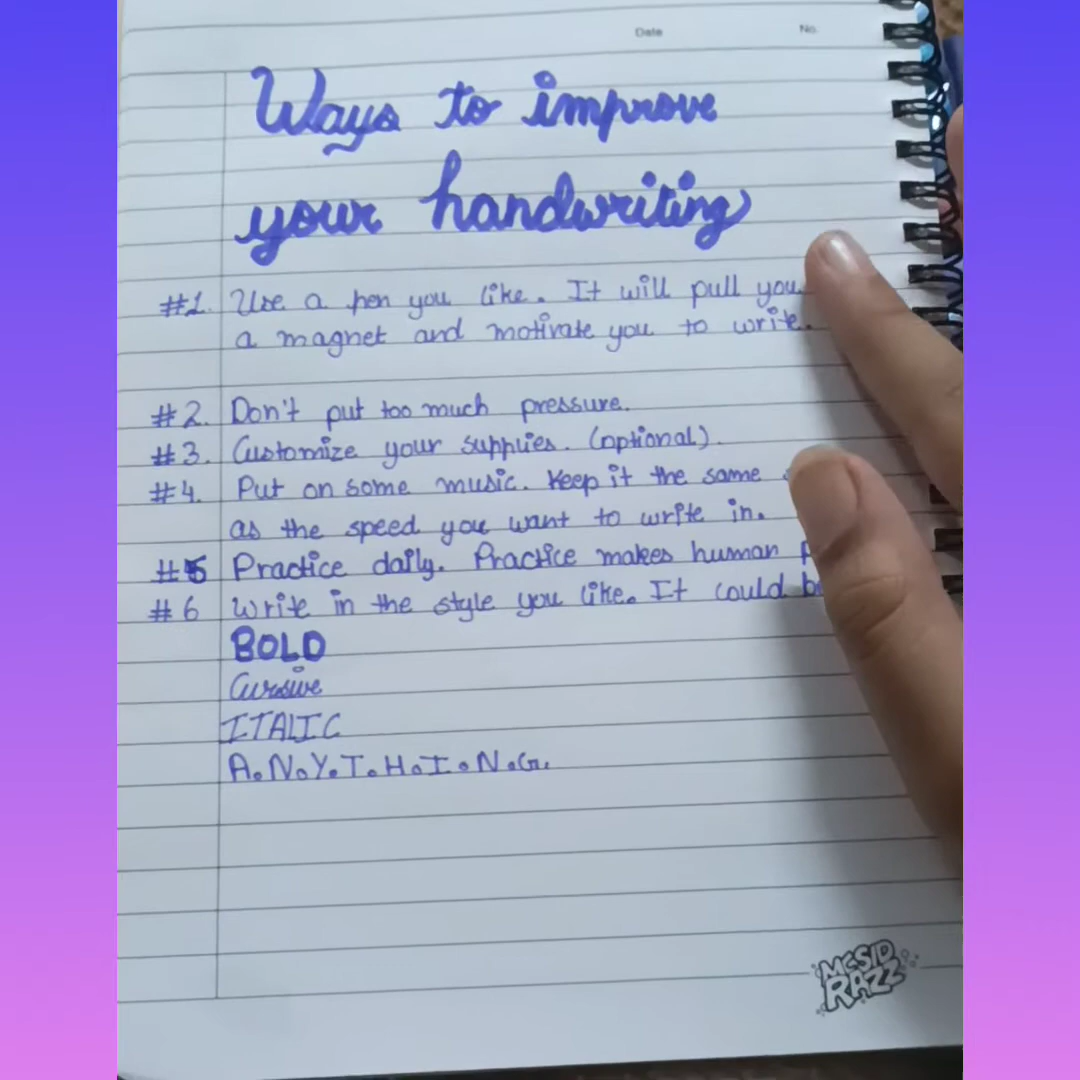 Date No.
Ways to improve
your handwriting
#1. Use a pen you like. It will pull you
a magnet and motivate you to write.
#2. Don't put too much pressure.
#3. Customize your supplies. (optional).
#4. Put on some music. Keep it the same
as the speed you want to write in.
#5 Practice daily. Practice makes human
#6 Write in the style you like. It could
BOLD
Cursive
ITALIC
A.N.Y.T.H.I.N.G.
McSID
RAZZ